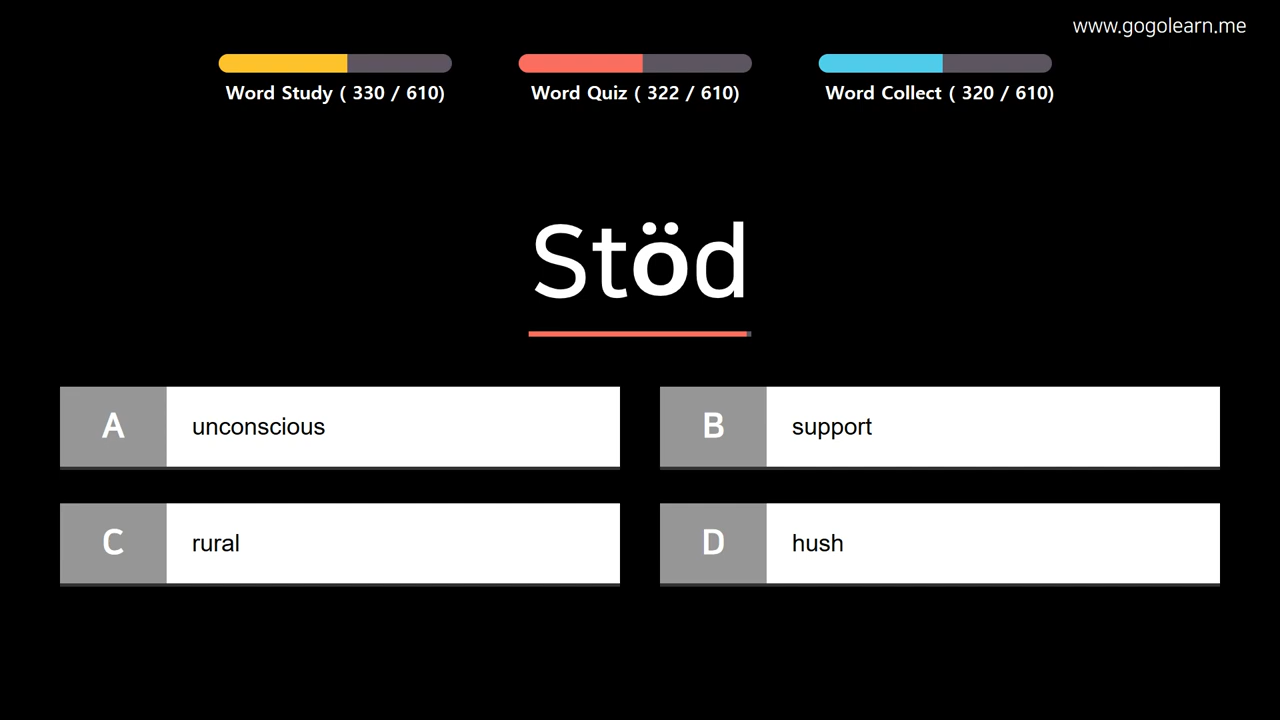 www.gogolearn.me
Word Study ( 330 / 610)
Word Quiz ( 322 / 610)
Word Collect ( 320 / 610)
Stöd
A unconscious
B support
C rural
D hush